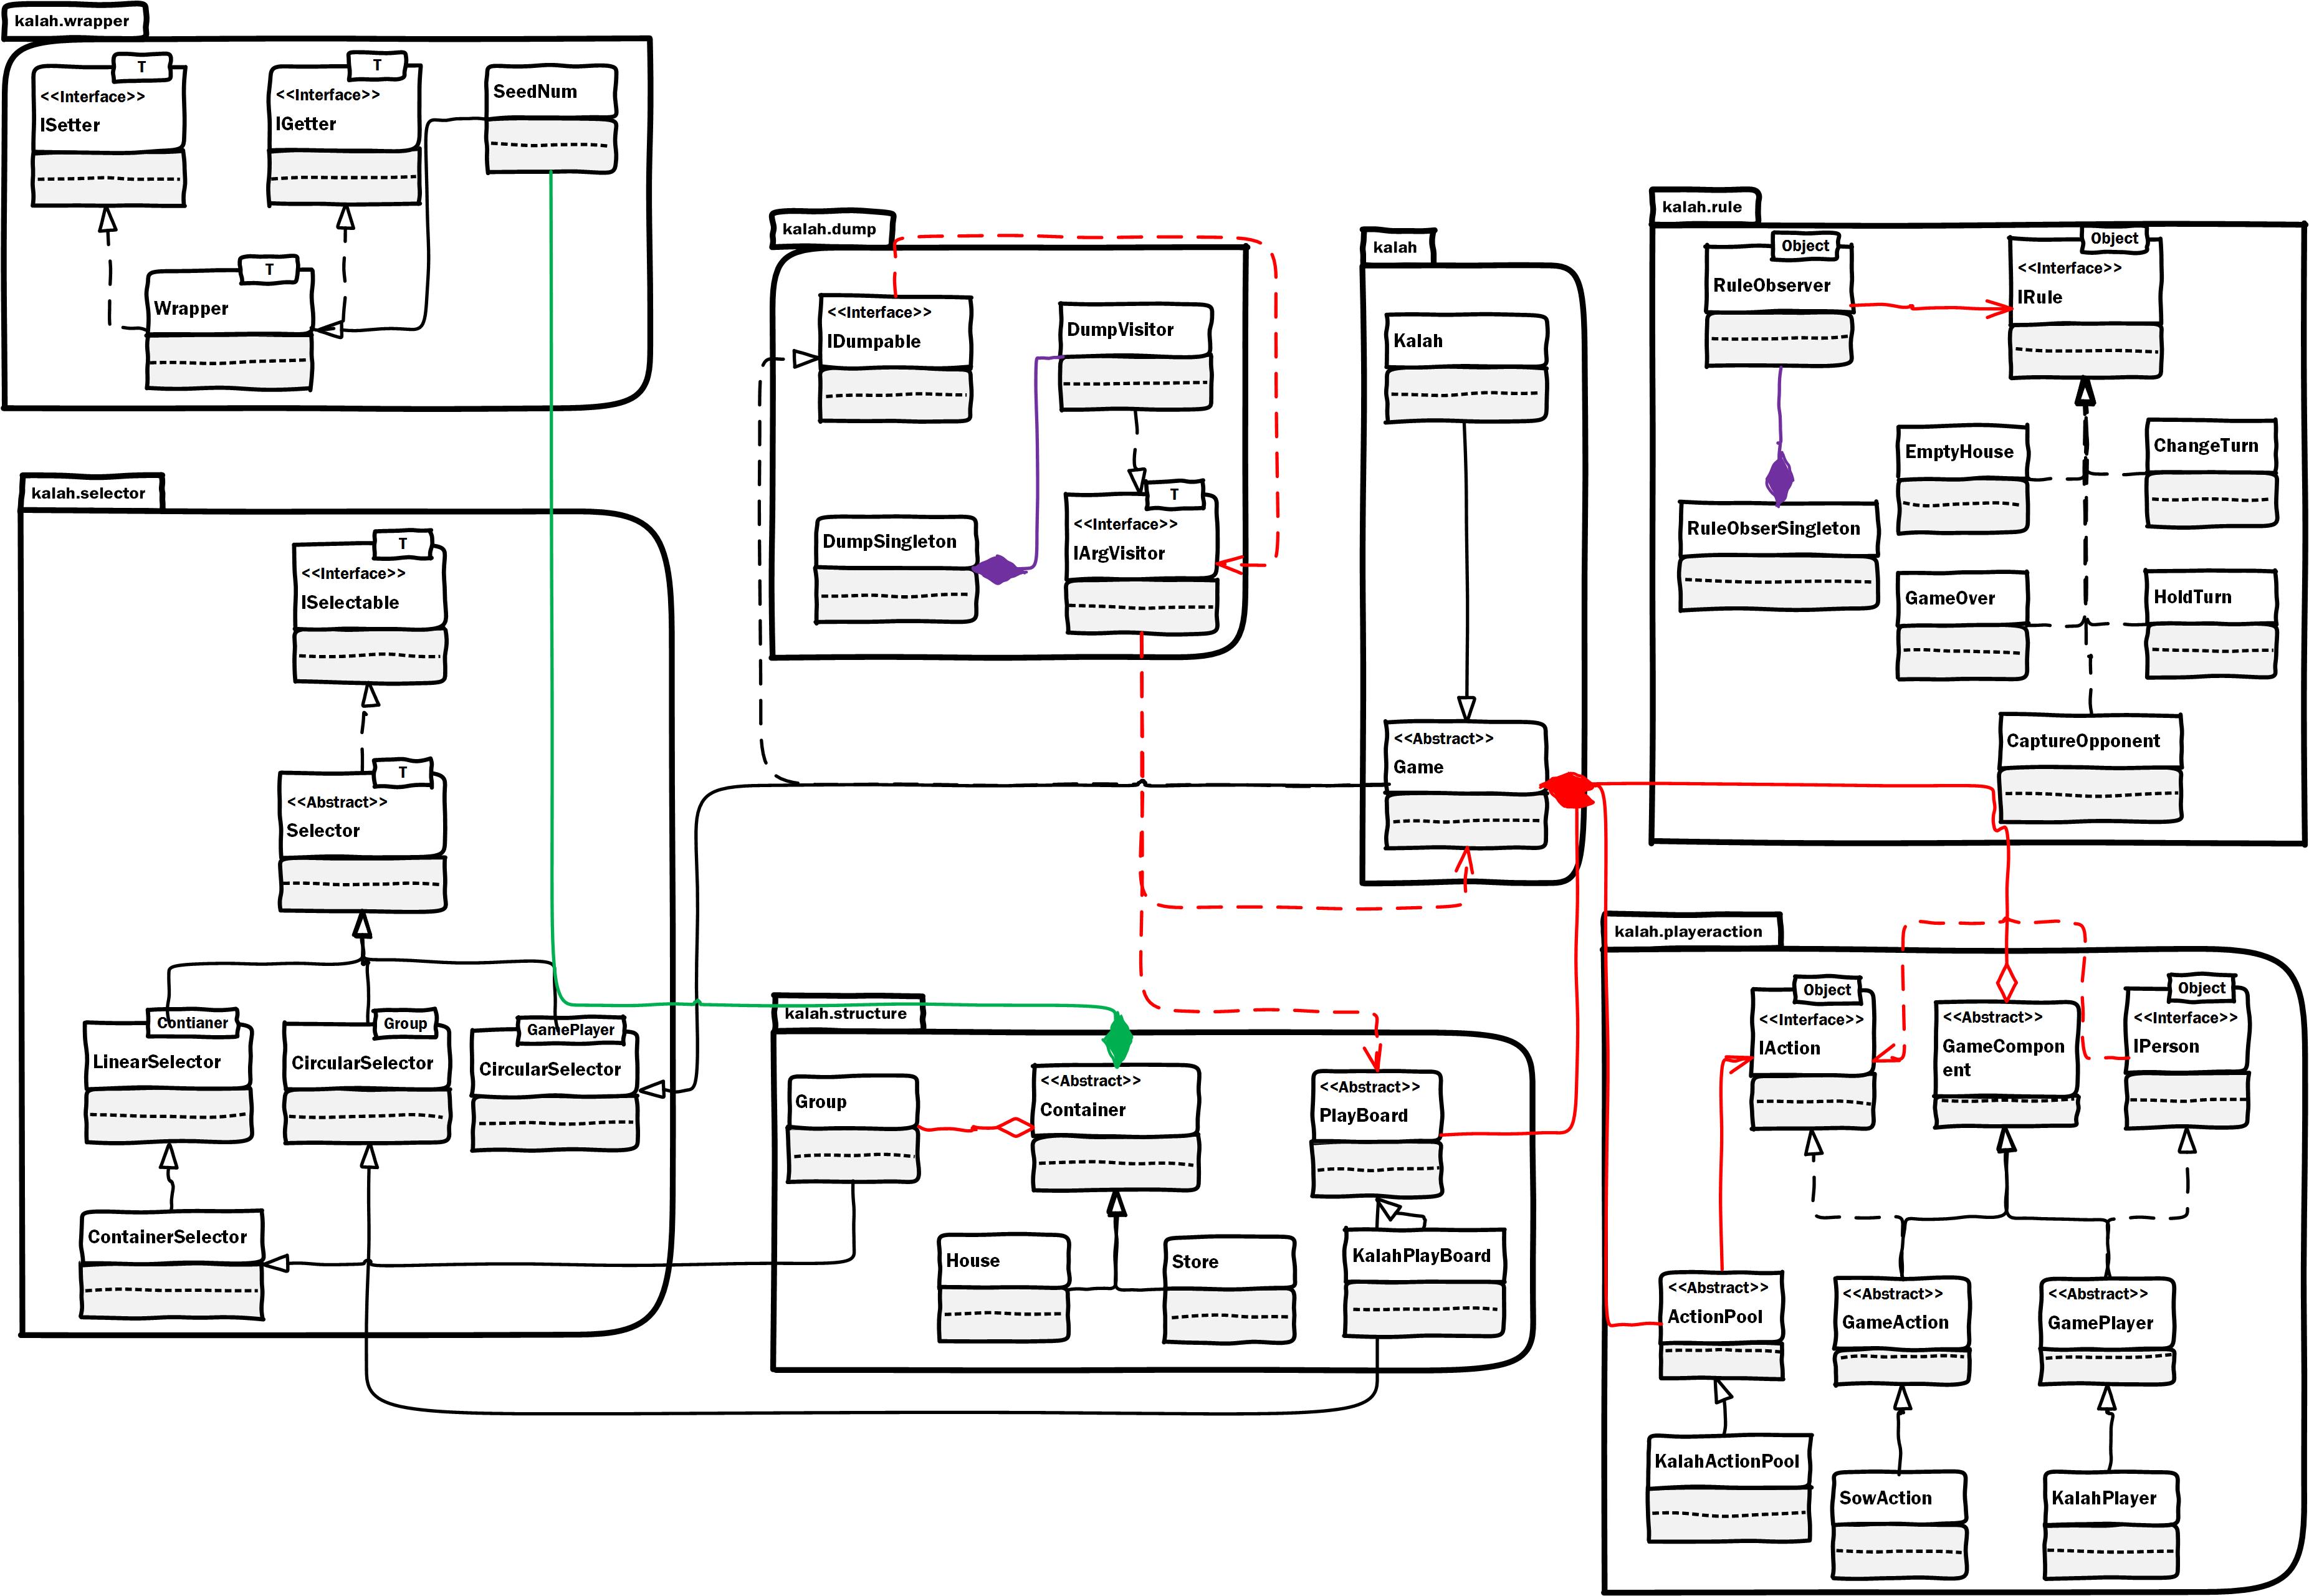 kalah.wrapper
T
<<Interface>>
ISetter
T
<<Interface>>
IGetter
SeedNum
T
Wrapper
kalah.selector
T
<<Interface>>
ISelectable
T
<<Abstract>>
Selector
Contianer
LinearSelector
Group
CircularSelector
GamePlayer
CircularSelector
ContainerSelector
kalah.dump
<<Interface>>
IDumpable
DumpVisitor
DumpSingleton
T
<<Interface>>
IArgVisitor
kalah
Kalah
<<Abstract>>
Game
kalah.structure
Group
<<Abstract>>
Container
<<Abstract>>
PlayBoard
House
Store
KalahPlayBoard
kalah.rule
Object
RuleObserver
Object
<<Interface>>
IRule
EmptyHouse
ChangeTurn
RuleObserSingleton
GameOver
HoldTurn
CaptureOpponent
kalah.playeraction
Object
<<Interface>>
IAction
<<Abstract>>
GameCompon
ent
Object
<<Interface>>
IPerson
<<Abstract>>
ActionPool
<<Abstract>>
GameAction
<<Abstract>>
GamePlayer
KalahActionPool
SowAction
KalahPlayer